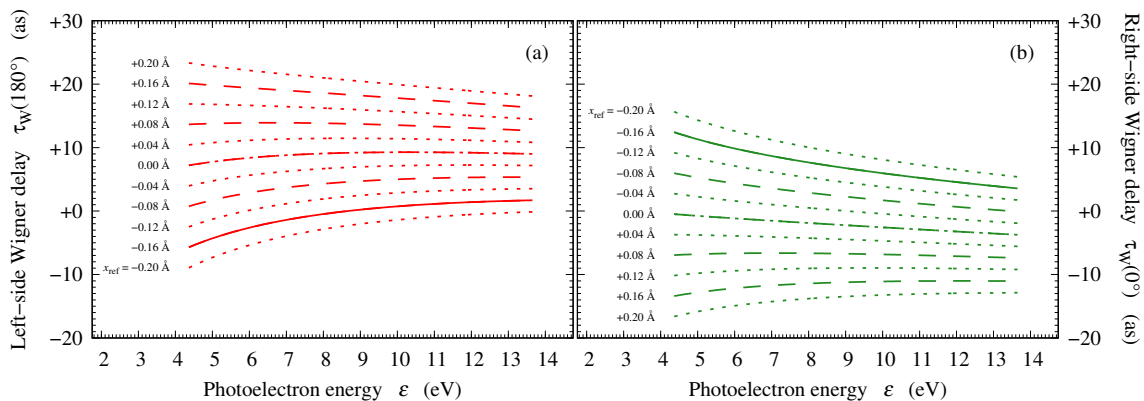 Left−side Wigner delay τW(180°) (as)
+30
+20
+10
+0
−10
−20
(a)
+0.20 Å
+0.16 Å
+0.12 Å
+0.08 Å
+0.04 Å
0.00 Å
−0.04 Å
−0.08 Å
−0.12 Å
−0.16 Å
xref = −0.20 Å
2 3 4 5 6 7 8 9 10 11 12 13 14
Photoelectron energy ε (eV)
(b)
xref = −0.20 Å
−0.16 Å
−0.12 Å
−0.08 Å
−0.04 Å
0.00 Å
+0.04 Å
+0.08 Å
+0.12 Å
+0.16 Å
+0.20 Å
2 3 4 5 6 7 8 9 10 11 12 13 14
Photoelectron energy ε (eV)
+30
+20
+10
+0
−10
−20
Right−side Wigner delay τW(0°) (as)